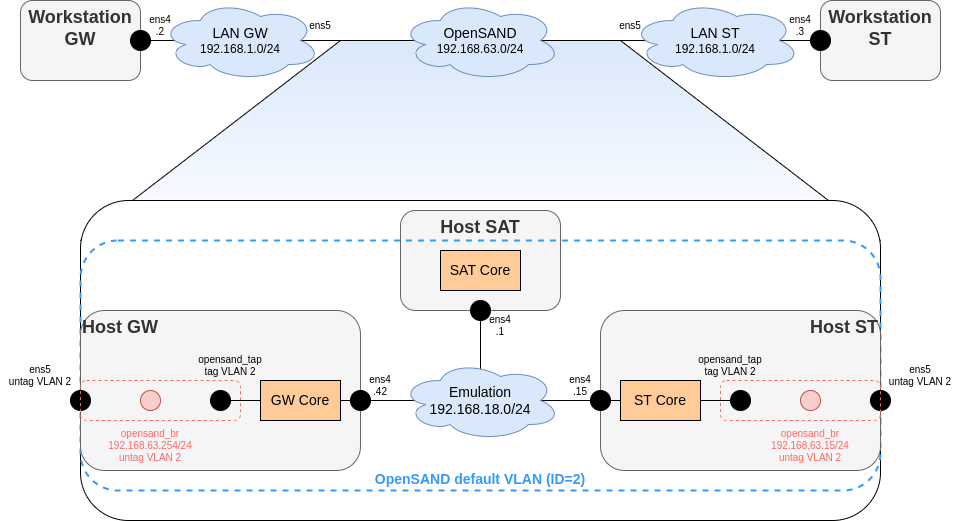 Workstation
GW
ens4
.2
LAN GW
192.168.1.0/24
ens5
OpenSAND
192.168.63.0/24
ens5
LAN ST
192.168.1.0/24
ens4
.3
Workstation
ST
Host SAT
SAT Core
ens4
.1
Host GW
ens5
untag VLAN 2
opensand_tap
tag VLAN 2
GW Core
ens4
.42
opensand_br
192.168.63.254/24
untag VLAN 2
Emulation
192.168.18.0/24
Host ST
ens4
.15
ST Core
opensand_tap
tag VLAN 2
ens5
untag VLAN 2
opensand_br
192.168.63.15/24
untag VLAN 2
OpenSAND default VLAN (ID=2)